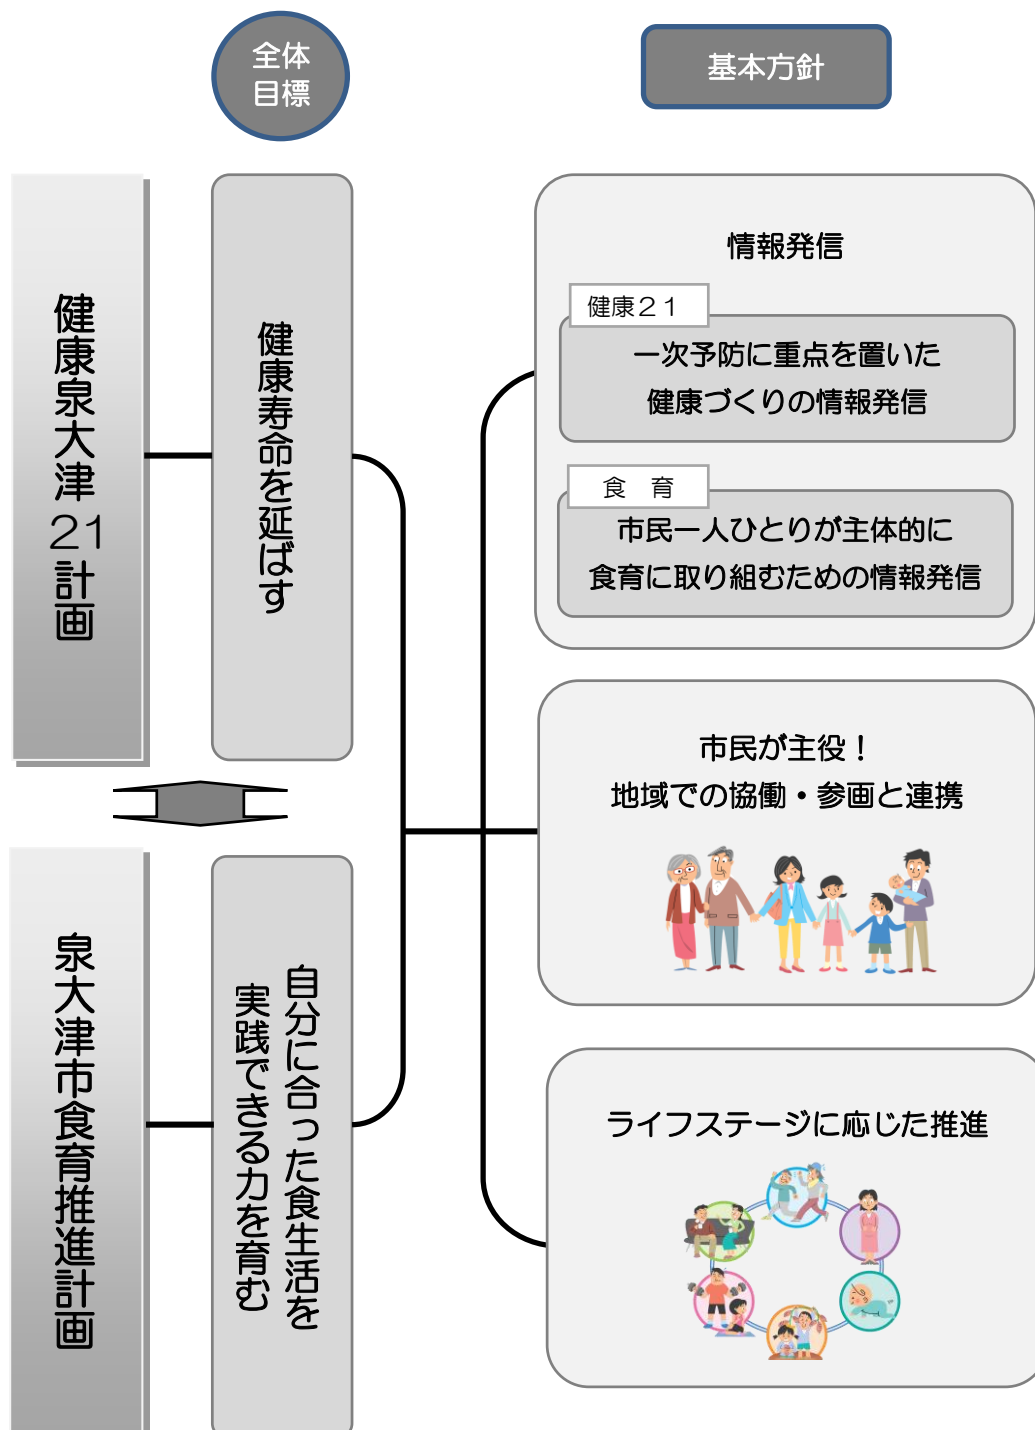 全体
目標
基本方針
健康泉大津21計画
健康寿命を延ばす
情報発信
健康２１
一次予防に重点を置いた
健康づくりの情報発信
食　育
市民一人ひとりが主体的に
食育に取り組むための情報発信
市民が主役！
地域での協働・参画と連携
泉大津市食育推進計画
自分に合った食生活を
実践できる力を育む
ライフステージに応じた推進